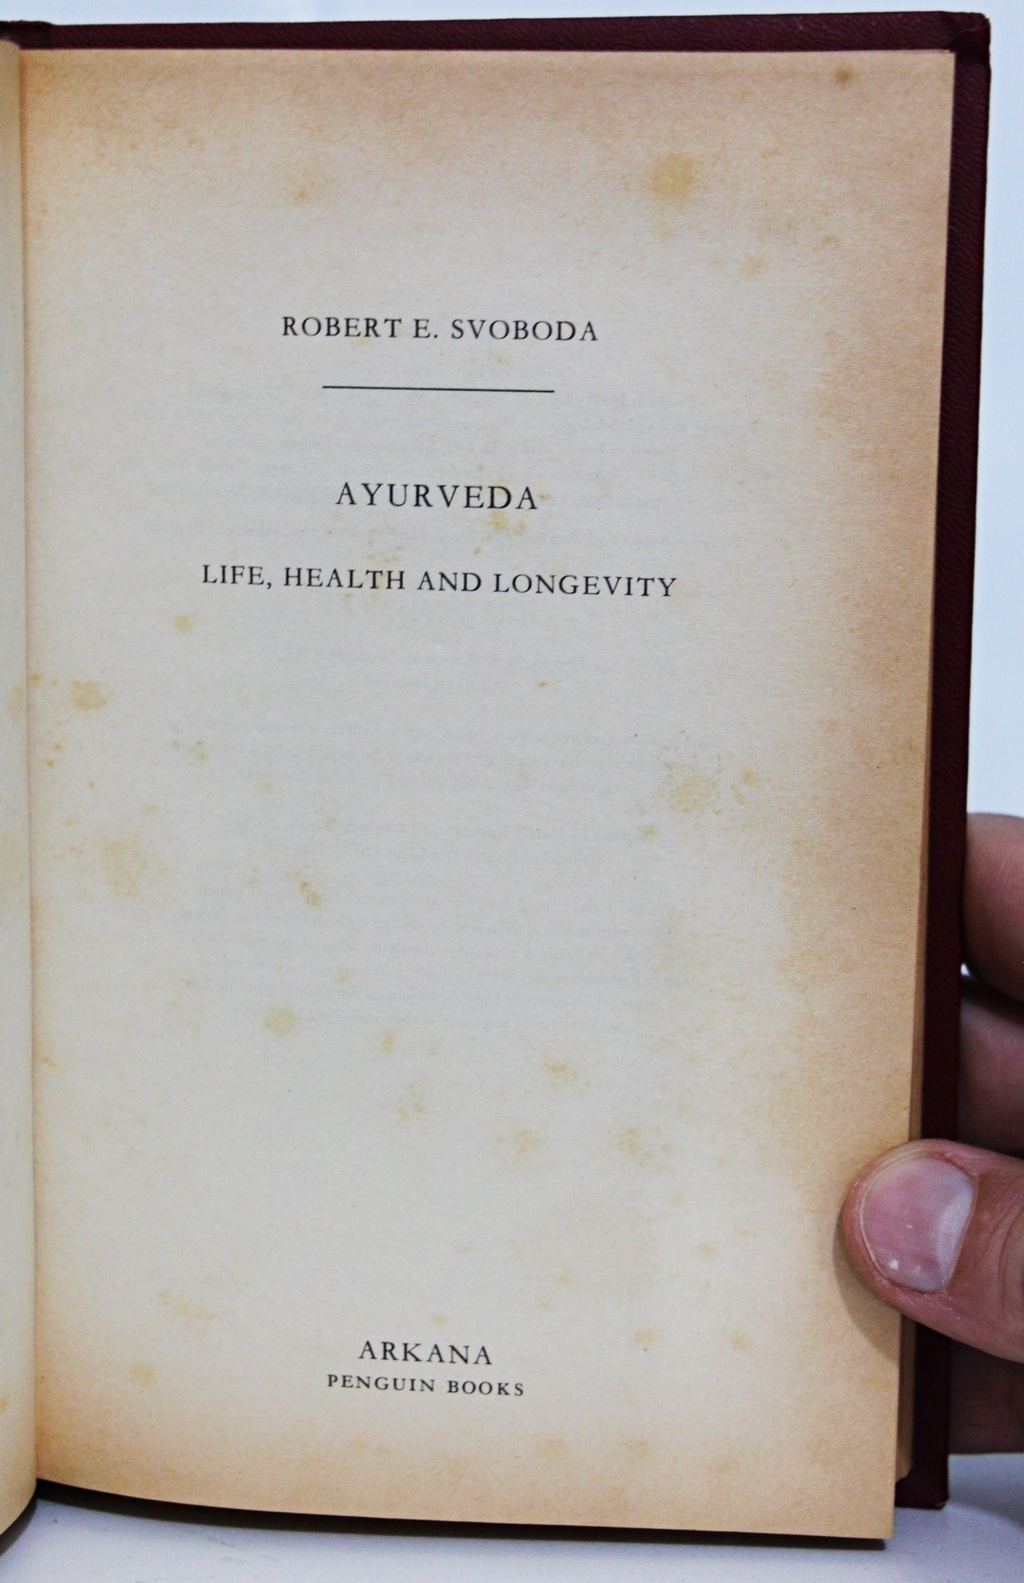 ROBERT E. SVOBODA
AYURVEDA
LIFE, HEALTH AND LONGEVITY
ARKANA
PENGUIN BOOKS